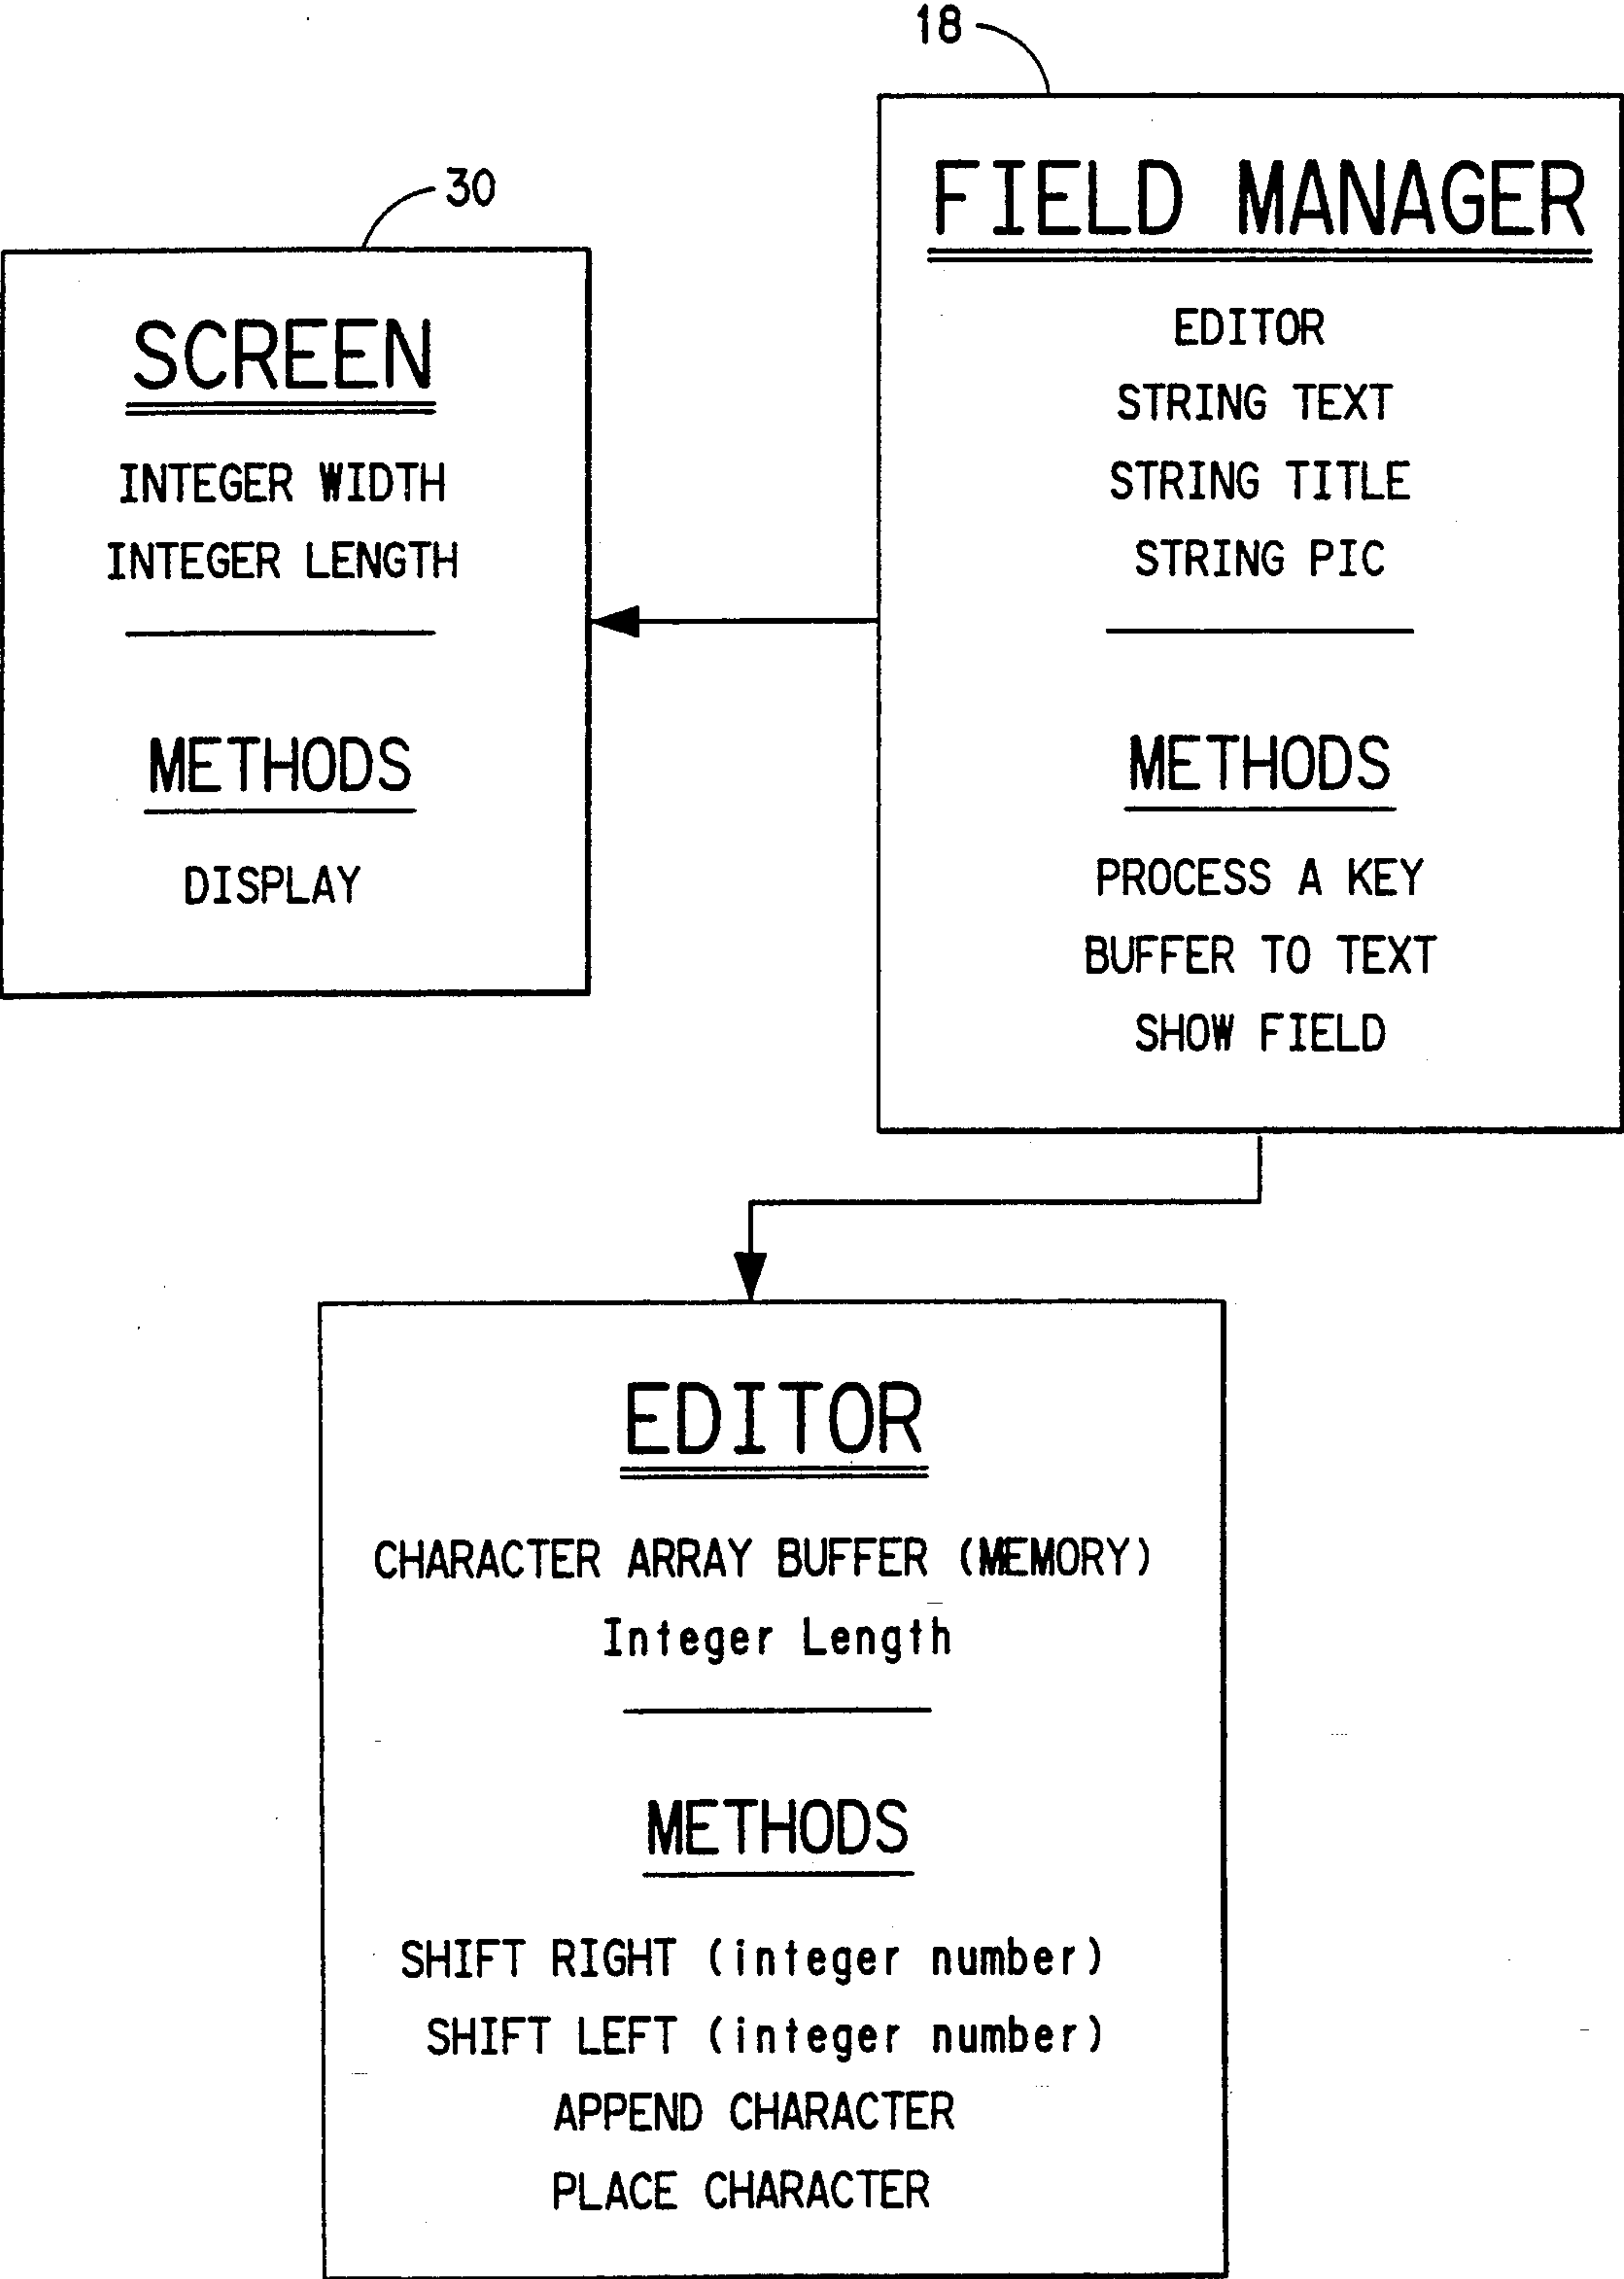 18
FIELD MANAGER
EDITOR
STRING TEXT
STRING TITLE
STRING PIC
METHODS
PROCESS A KEY
BUFFER TO TEXT
SHOW FIELD
30
SCREEN
INTEGER WIDTH
INTEGER LENGTH
METHODS
DISPLAY
EDITOR
CHARACTER ARRAY BUFFER (MEMORY)
Integer Length
METHODS
SHIFT RIGHT (integer number)
SHIFT LEFT (integer number)
APPEND CHARACTER
PLACE CHARACTER